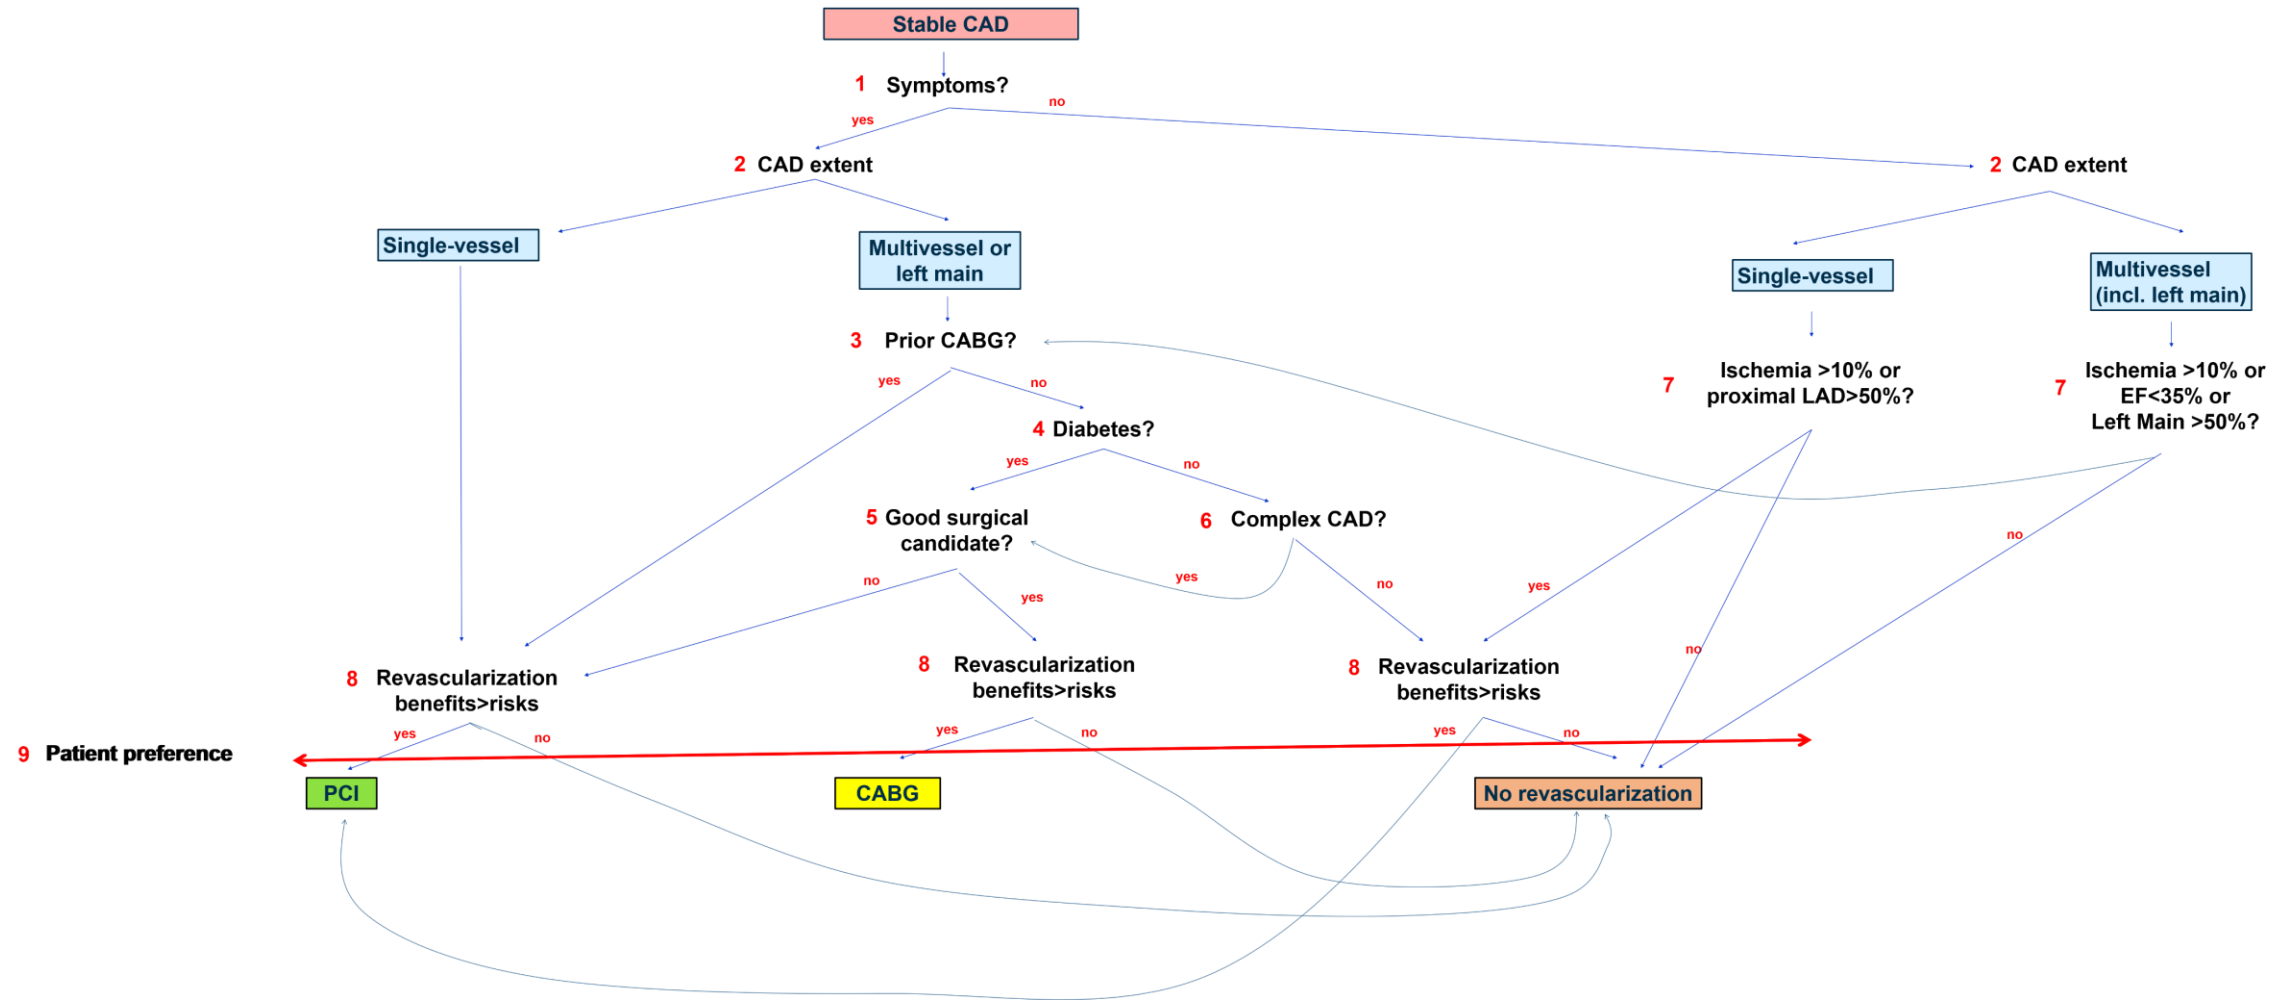 Stable CAD
1 Symptoms?
yes
no
2 CAD extent
2 CAD extent
Single-vessel
Multivessel or
left main
Single-vessel
Multivessel
(incl. left main)
3 Prior CABG?
yes
no
7 Ischemia >10% or
proximal LAD>50%?
7 Ischemia >10% or
EF<35% or
Left Main >50%?
4 Diabetes?
yes
no
5 Good surgical
candidate?
6 Complex CAD?
no
yes
yes
no
yes
no
no
8 Revascularization
benefits>risks
8 Revascularization
benefits>risks
8 Revascularization
benefits>risks
yes
no
yes
no
yes
no
9 Patient preference
PCI
CABG
No revascularization